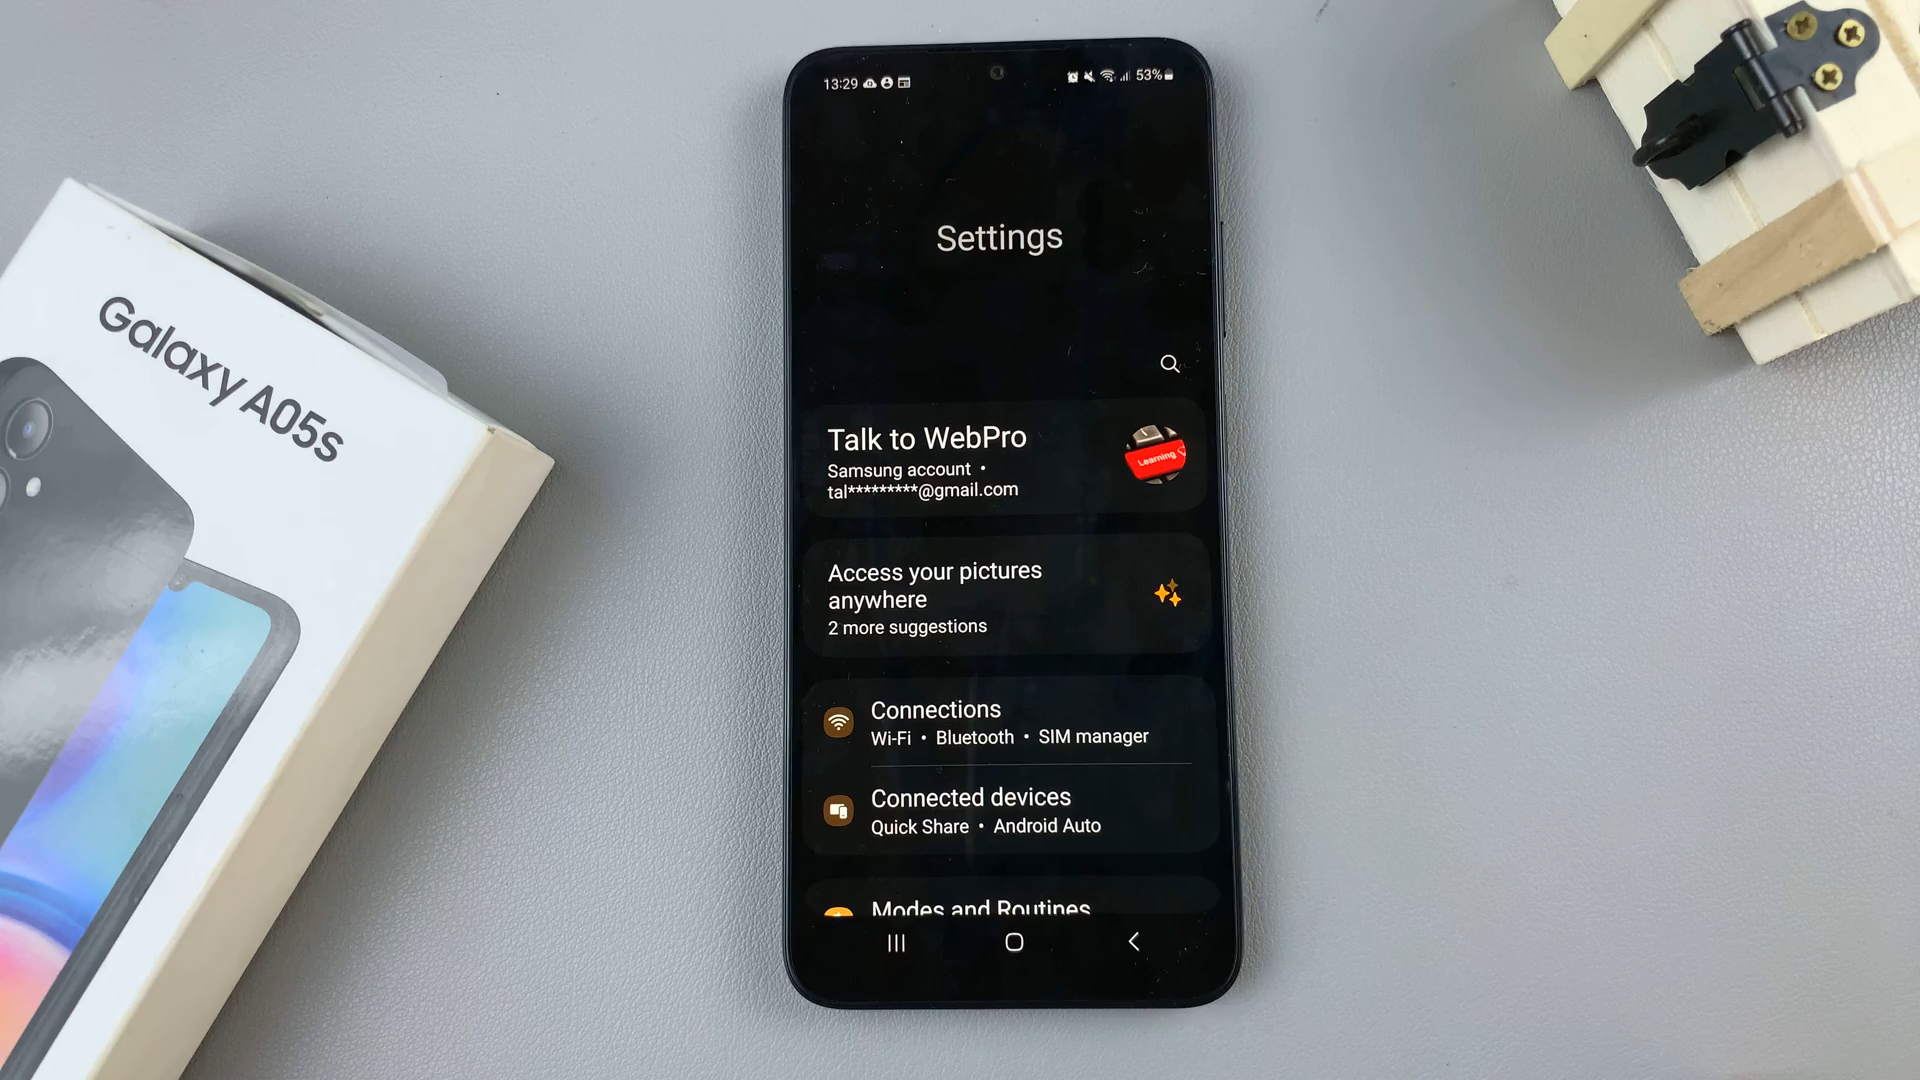 Galaxy A05s
13:29
53%
Settings
Talk to WebPro
Samsung account •
tal*********@gmail.com
Learning
Access your pictures
anywhere
2 more suggestions
Connections
Wi-Fi • Bluetooth • SIM manager
Connected devices
Quick Share • Android Auto
Modes and Routines